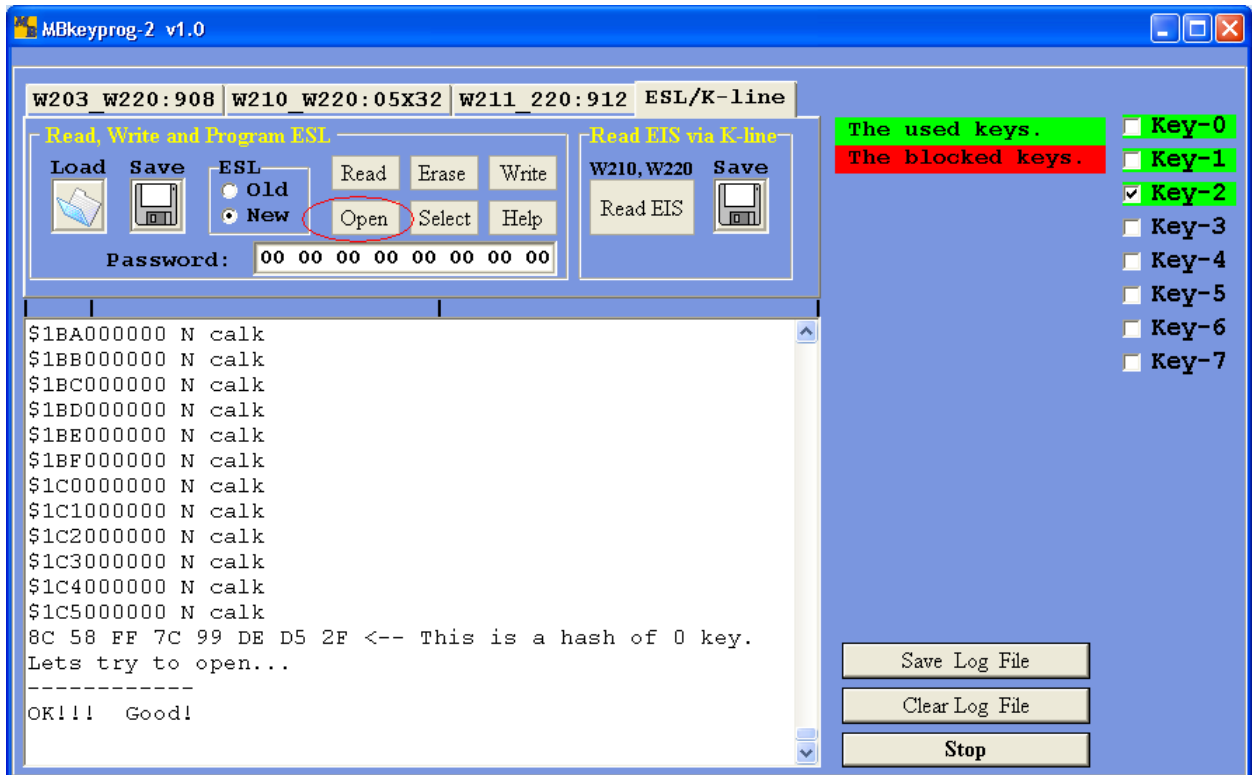 MBkeyprog-2 v1.0
W203_W220:908 W210_W220:05X32 W211_220:912 ESL/K-line
Read, Write and Program ESL
Load Save ESL
Old
New
Read Erase Write
Open Select Help
Password: 00 00 00 00 00 00 00 00
Read EIS via K-line
W210, W220 Save
Read EIS
The used keys.
The blocked keys.
Key-0
Key-1
Key-2
Key-3
Key-4
Key-5
Key-6
Key-7
$1BA000000 N calk
$1BB000000 N calk
$1BC000000 N calk
$1BD000000 N calk
$1BE000000 N calk
$1BF000000 N calk
$1C0000000 N calk
$1C1000000 N calk
$1C2000000 N calk
$1C3000000 N calk
$1C4000000 N calk
$1C5000000 N calk
8C 58 FF 7C 99 DE D5 2F <-- This is a hash of 0 key.
Lets try to open...
------------
OK!!! Good!
Save Log File
Clear Log File
Stop